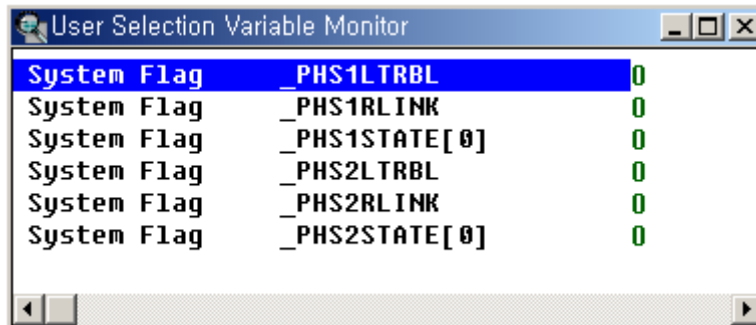 User Selection Variable Monitor
System Flag _PHS1LTRBL 0
System Flag _PHS1RLINK 0
System Flag _PHS1STATE[0] 0
System Flag _PHS2LTRBL 0
System Flag _PHS2RLINK 0
System Flag _PHS2STATE[0] 0